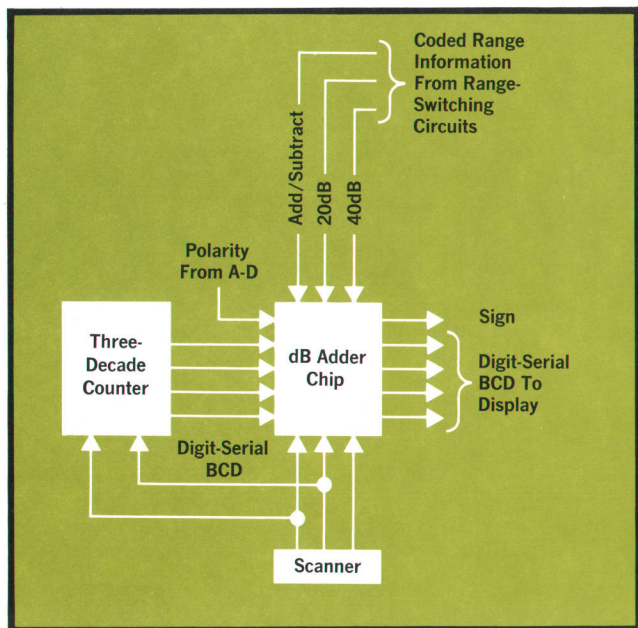 Coded Range
Information
From Range-
Switching
Circuits
Add/Subtract
20dB
40dB
Polarity
From A-D
Three-
Decade
Counter
dB Adder
Chip
Sign
Digit-Serial
BCD To
Display
Digit-Serial
BCD
Scanner